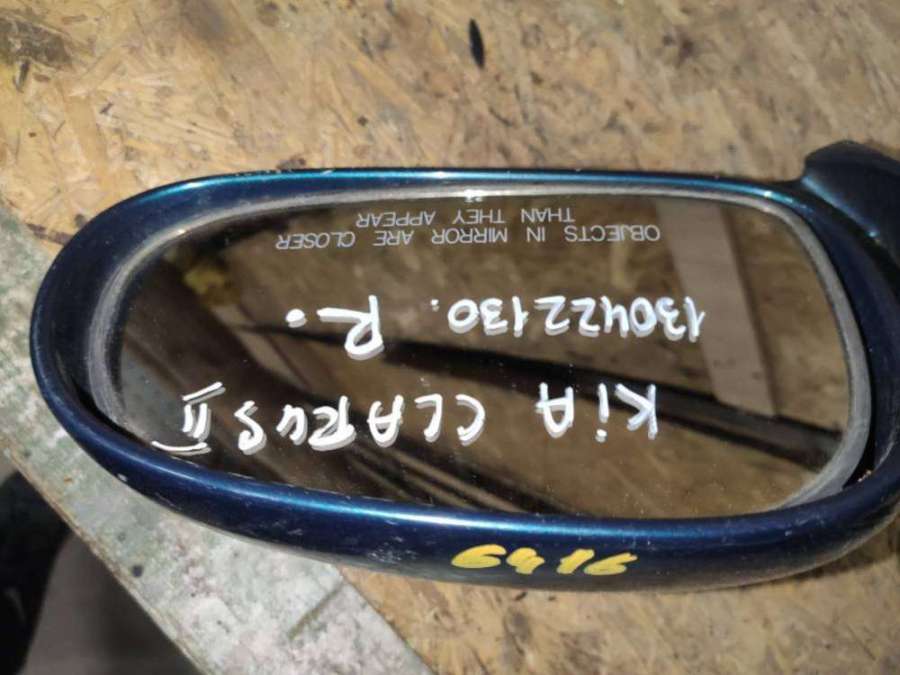 KiA CLARUS II
130422130. R.
OBJECTS IN MIRROR ARE CLOSER
THAN THEY APPEAR